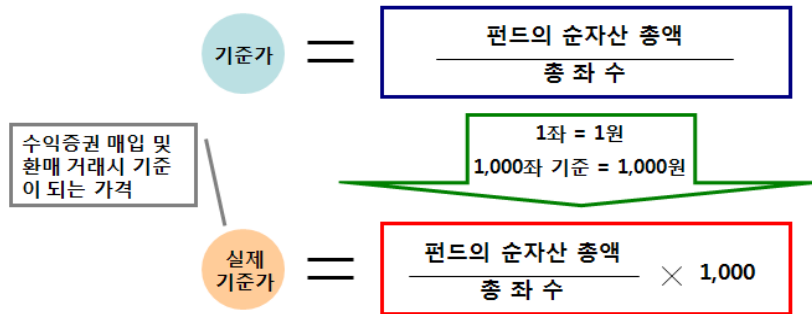 기준가
=
펀드의 순자산 총액
총 좌 수
수익증권 매입 및
환매 거래시 기준
이 되는 가격
1좌 = 1원
1,000좌 기준 = 1,000원
실제
기준가
=
펀드의 순자산 총액
총 좌 수
× 1,000